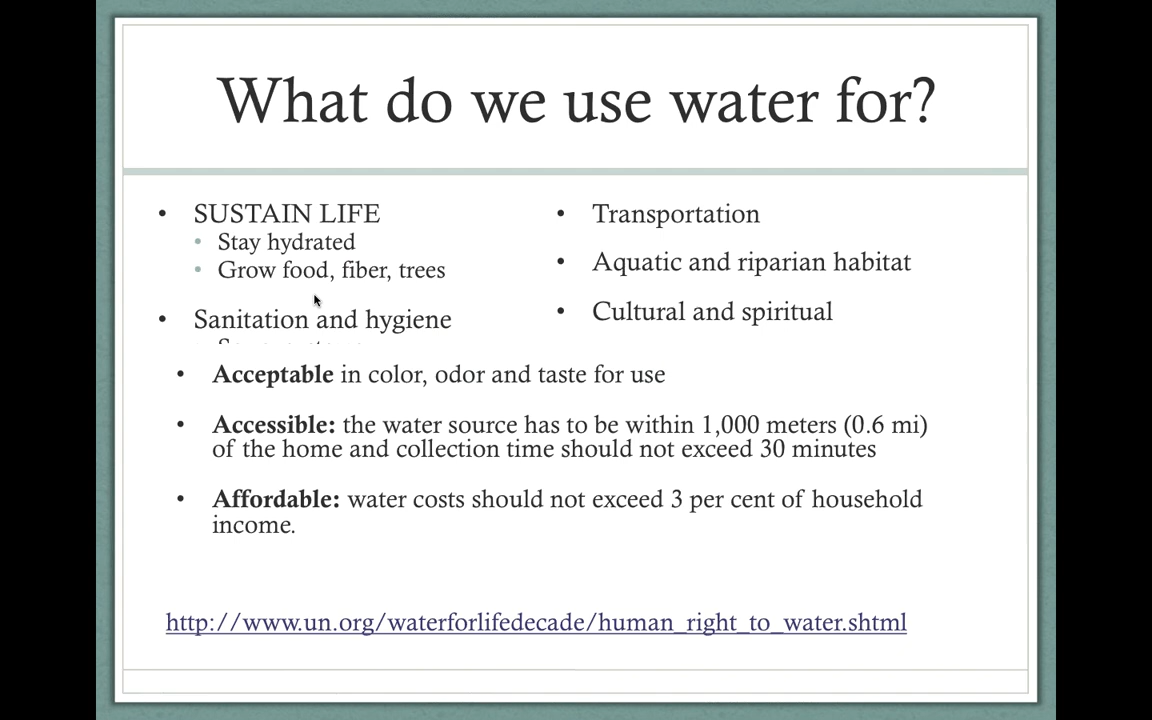 What do we use water for?
• SUSTAIN LIFE
• Stay hydrated
• Grow food, fiber, trees
• Sanitation and hygiene
• Transportation
• Aquatic and riparian habitat
• Cultural and spiritual
• Acceptable in color, odor and taste for use
• Accessible: the water source has to be within 1,000 meters (0.6 mi)
of the home and collection time should not exceed 30 minutes
• Affordable: water costs should not exceed 3 per cent of household
income.
http://www.un.org/waterforlifedecade/human_right_to_water.shtml